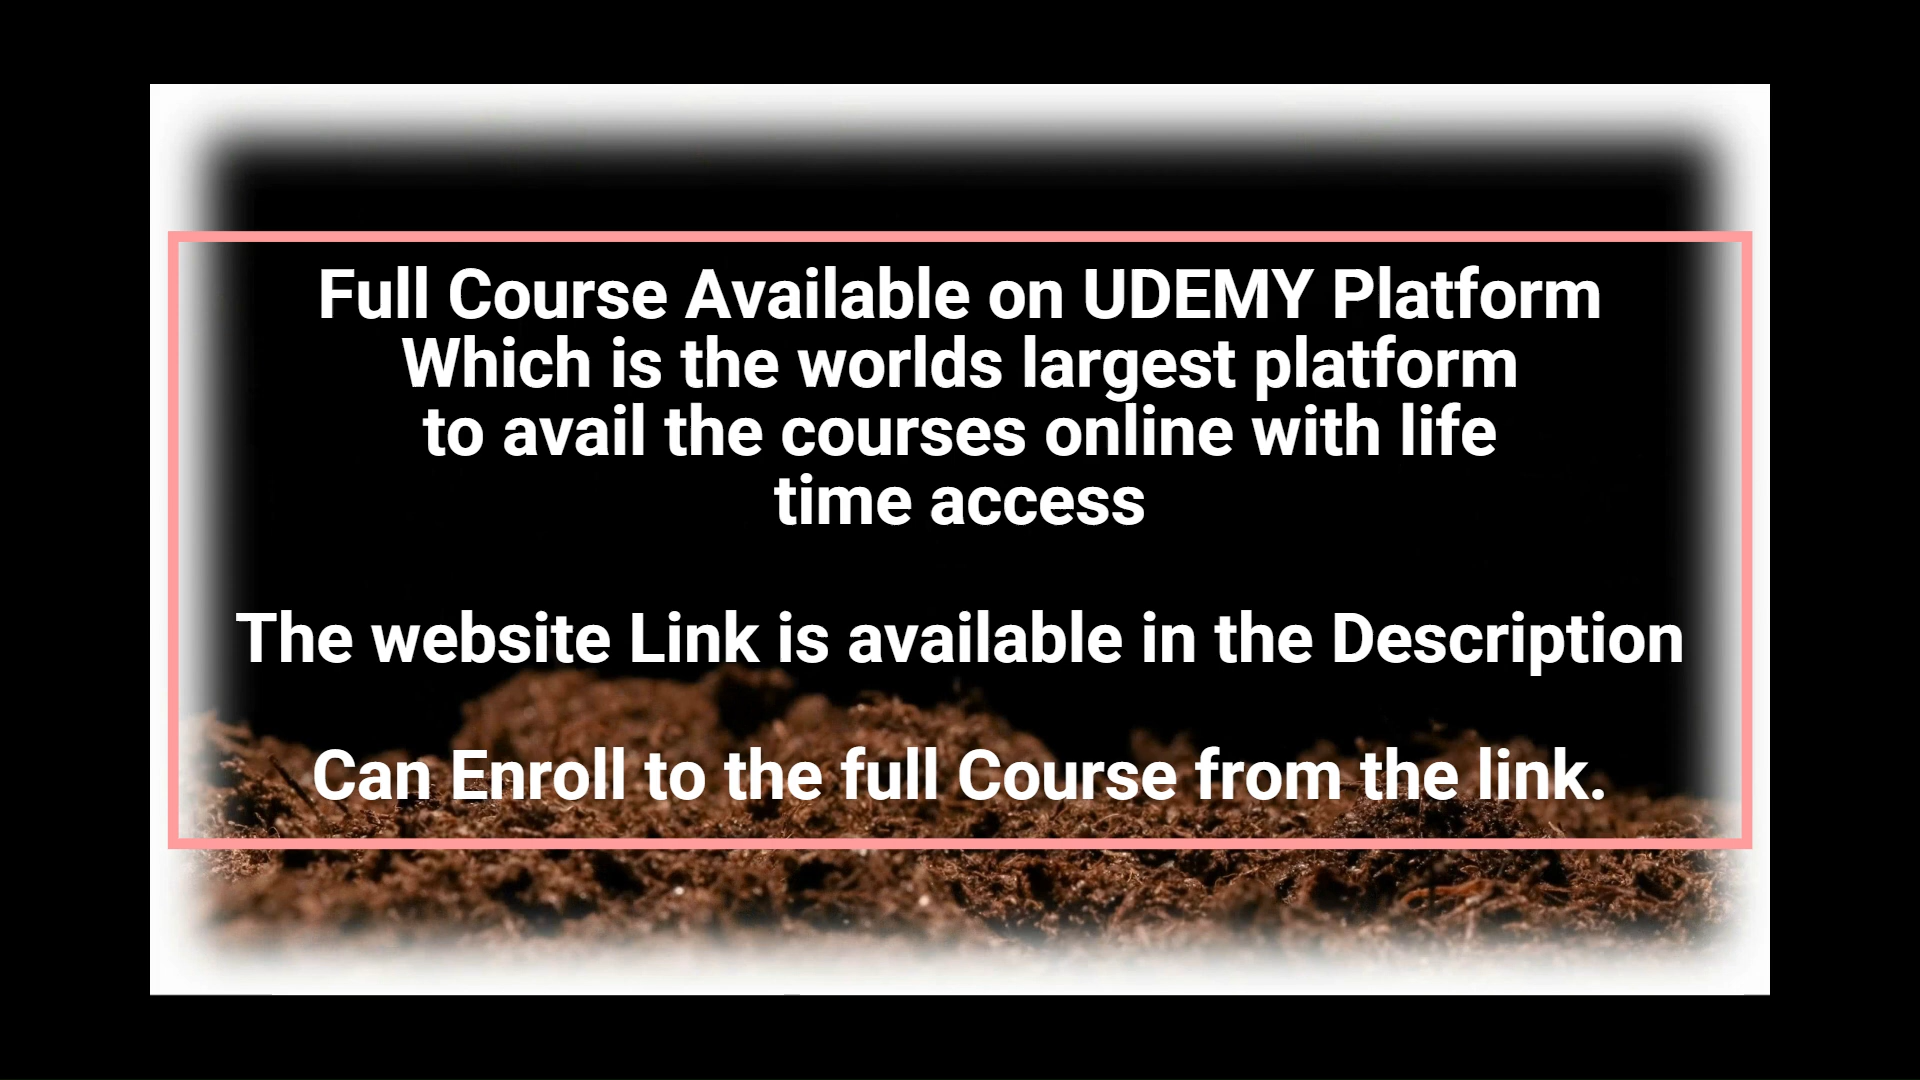 Full Course Available on UDEMY Platform
Which is the worlds largest platform
to avail the courses online with life
time access
The website Link is available in the Description
Can Enroll to the full Course from the link.